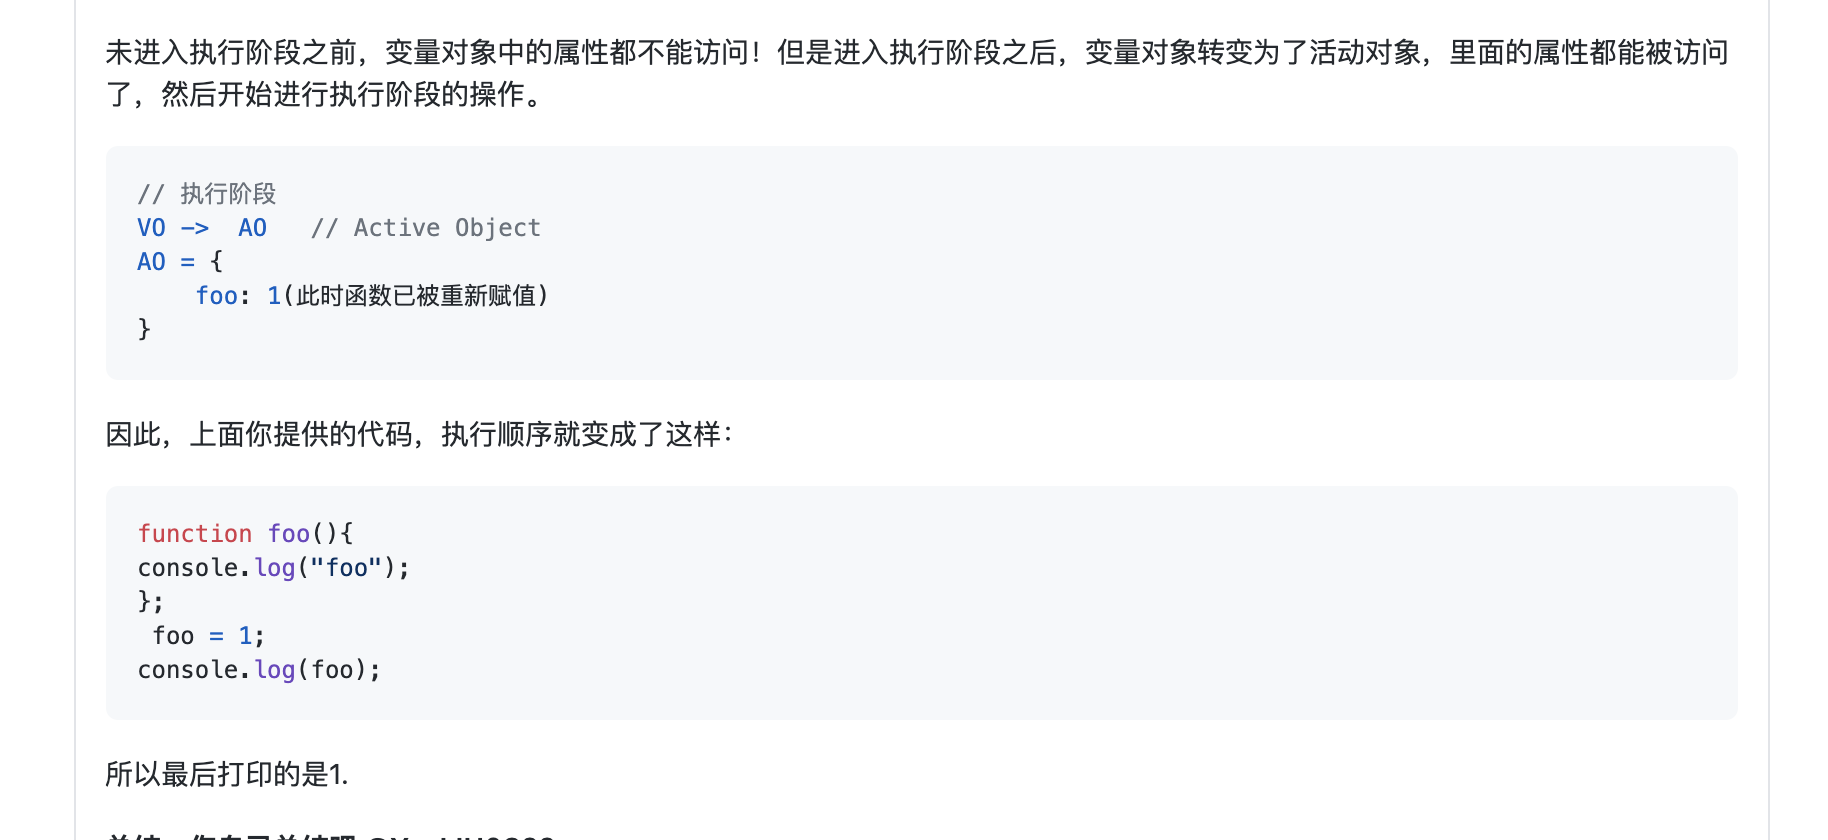 未进入执行阶段之前，变量对象中的属性都不能访问！但是进入执行阶段之后，变量对象转变为了活动对象，里面的属性都能被访问
了，然后开始进行执行阶段的操作。
// 执行阶段
VO ->  AO   // Active Object
AO = {
    foo: 1(此时函数已被重新赋值)
}
因此，上面你提供的代码，执行顺序就变成了这样：
function foo(){
console.log("foo");
};
 foo = 1;
console.log(foo);
所以最后打印的是1.